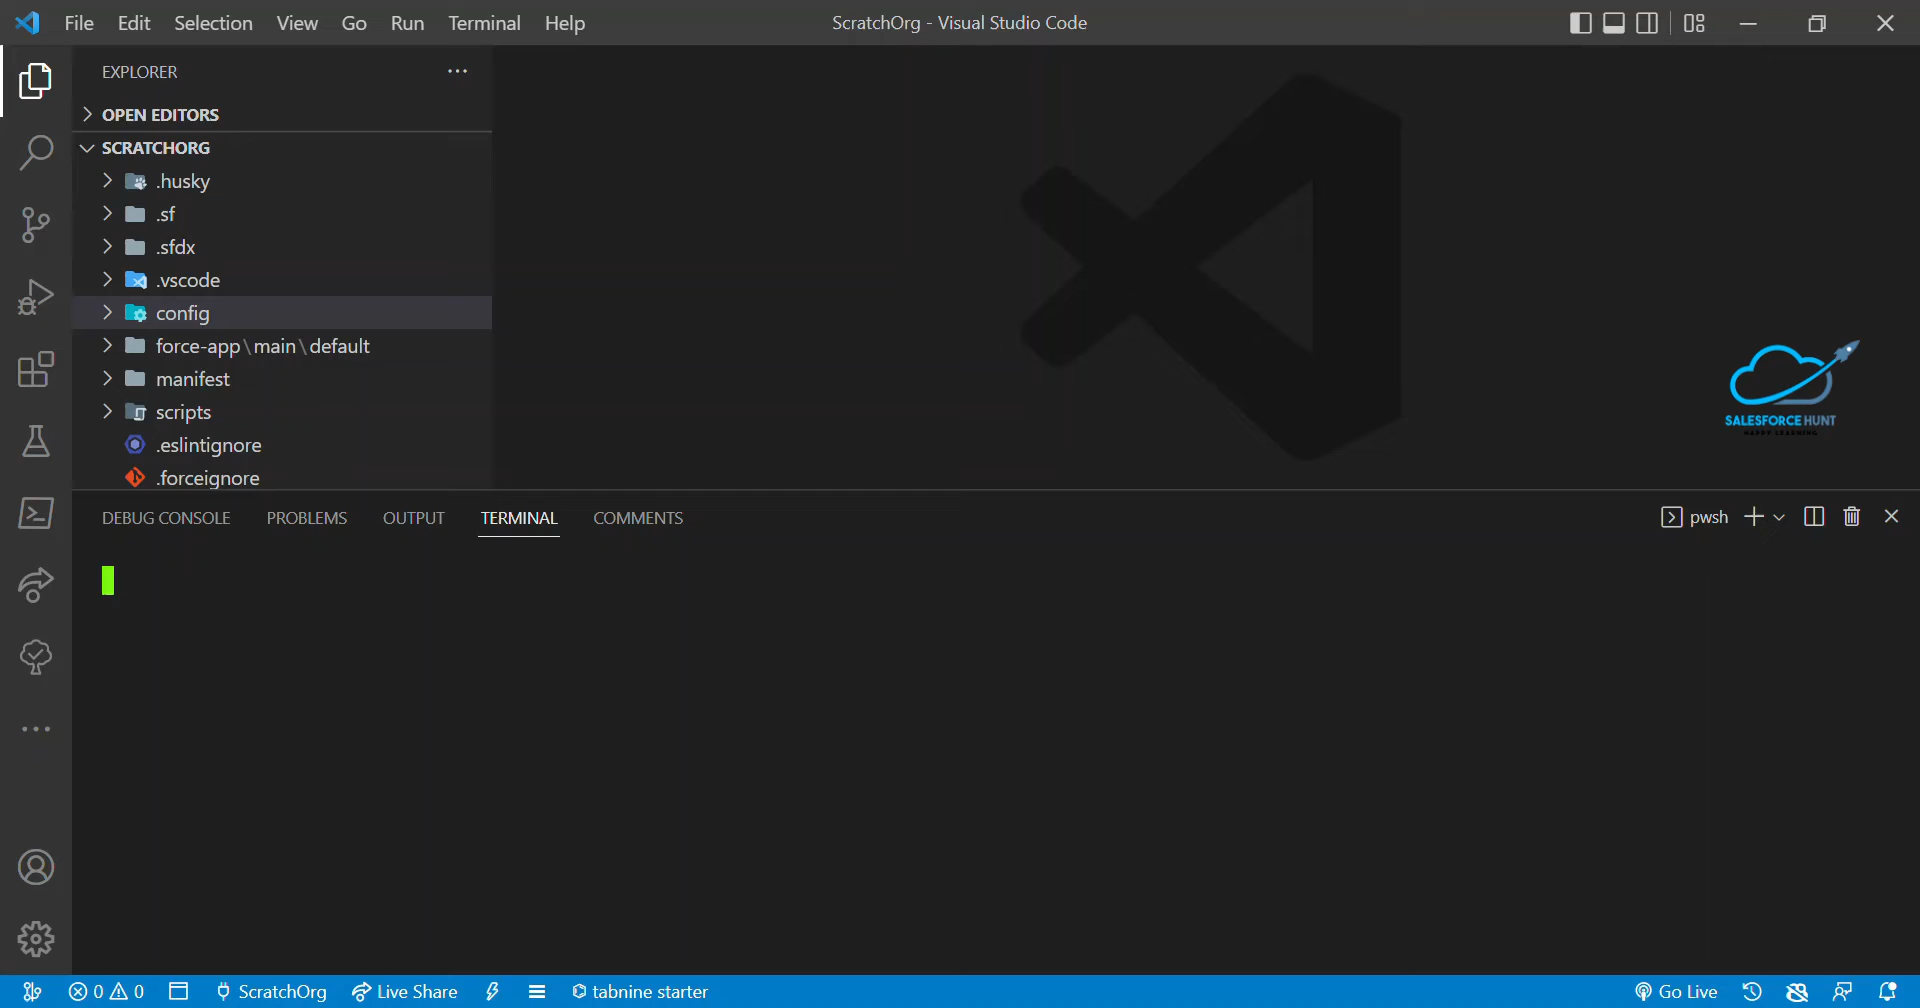 File Edit Selection View Go Run Terminal Help
ScratchOrg - Visual Studio Code
EXPLORER
OPEN EDITORS
SCRATCHORG
.husky
.sf
.sfdx
.vscode
config
force-app\main\default
manifest
scripts
.eslintignore
.forceignore
SALESFORCE HUNT
HAPPY LEARNING
DEBUG CONSOLE PROBLEMS OUTPUT TERMINAL COMMENTS
pwsh
0 0 ScratchOrg Live Share tabnine starter
Go Live